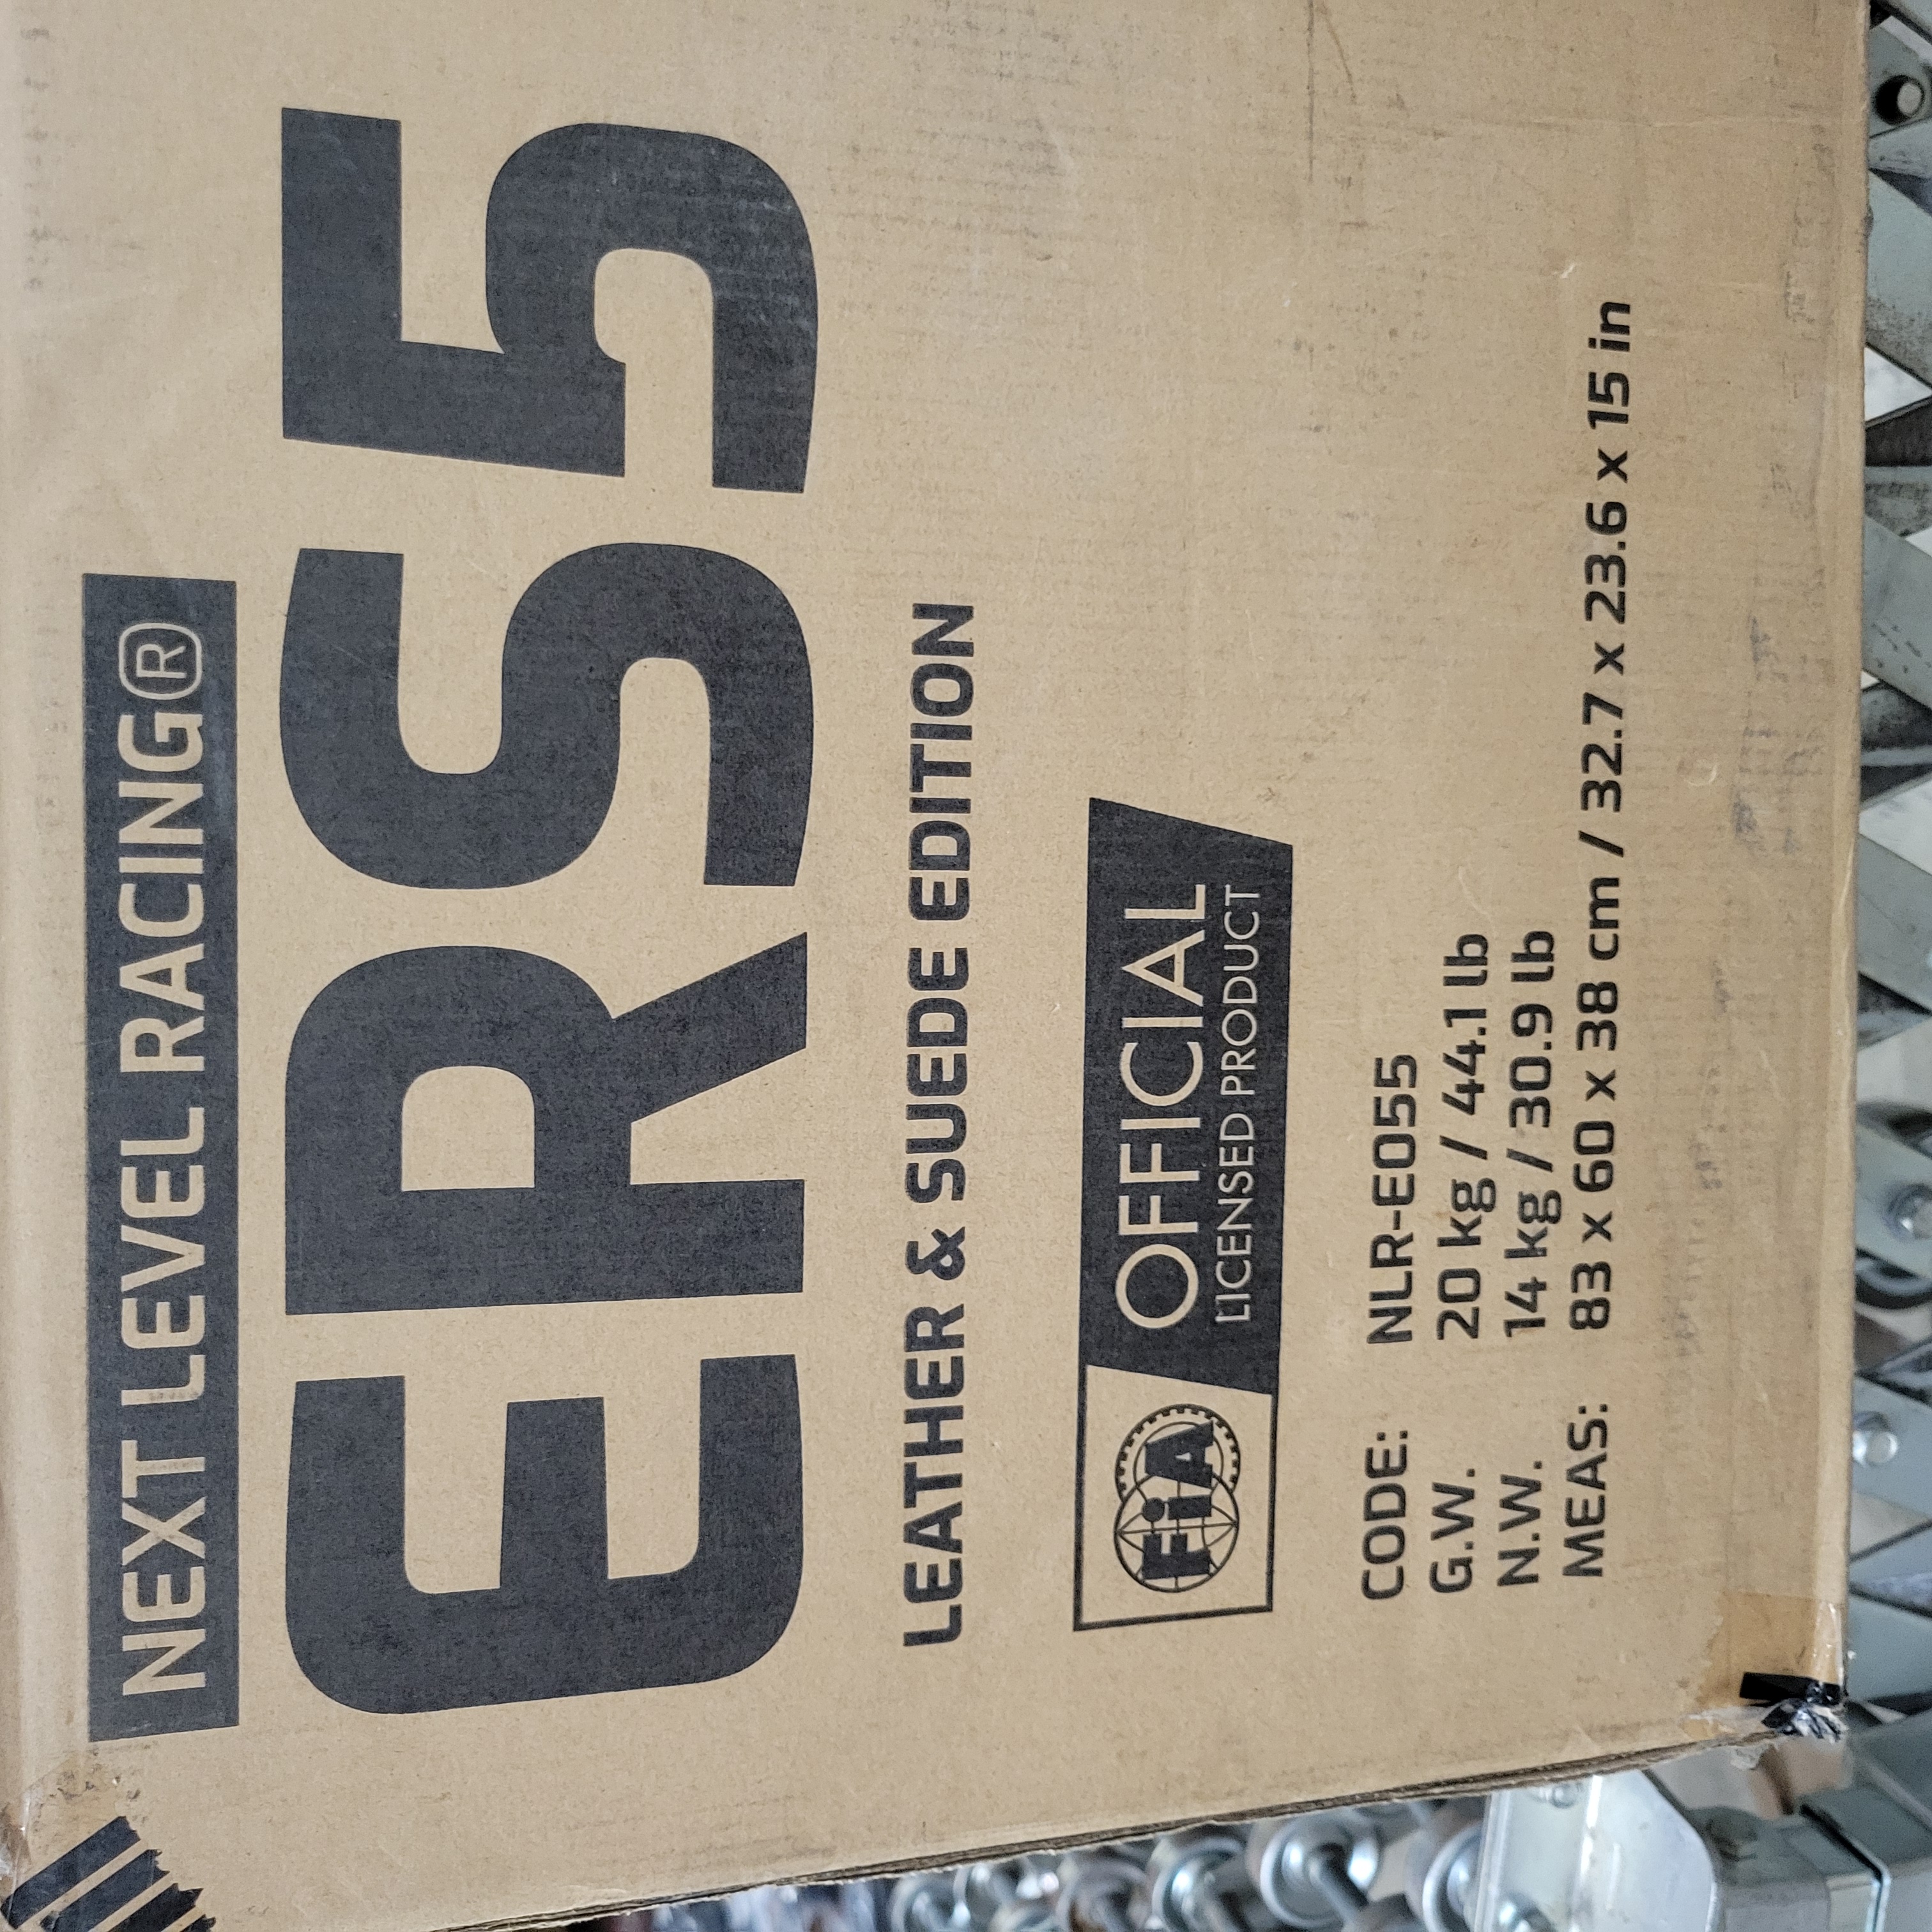 NEXT LEVEL RACING®
ERS5
LEATHER & SUEDE EDITION
FiA
OFFICIAL
LICENSED PRODUCT
CODE: NLR-E055
G.W. 20 kg / 44.1 lb
N.W. 14 kg / 30.9 lb
MEAS: 83 x 60 x 38 cm / 32.7 x 23.6 x 15 in